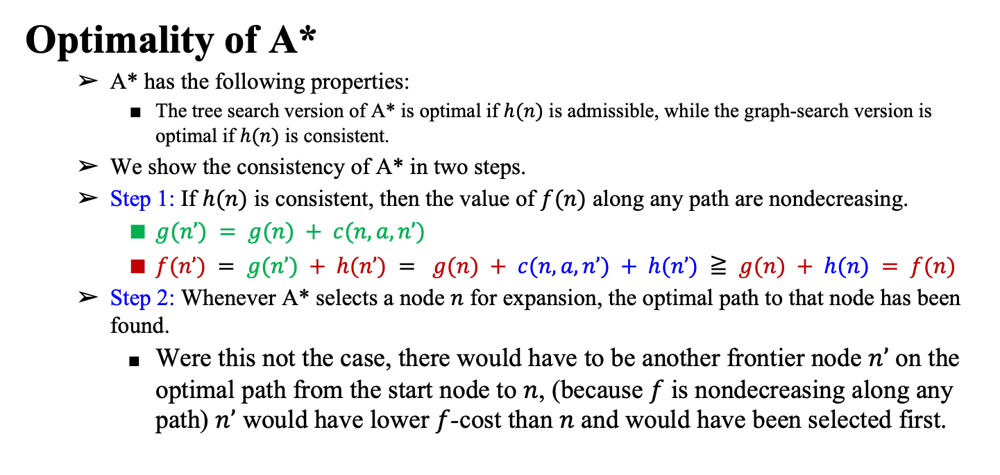 Optimality of A*
➢ A* has the following properties:
▪ The tree search version of A* is optimal if h(n) is admissible, while the graph-search version is
optimal if h(n) is consistent.
➢ We show the consistency of A* in two steps.
➢ Step 1: If h(n) is consistent, then the value of f(n) along any path are nondecreasing.
■ g(n’) = g(n) + c(n, a, n’)
■ f(n’) = g(n’) + h(n’) = g(n) + c(n, a, n’) + h(n’) ≧ g(n) + h(n) = f(n)
➢ Step 2: Whenever A* selects a node n for expansion, the optimal path to that node has been
found.
▪ Were this not the case, there would have to be another frontier node n’ on the
optimal path from the start node to n, (because f is nondecreasing along any
path) n’ would have lower f-cost than n and would have been selected first.